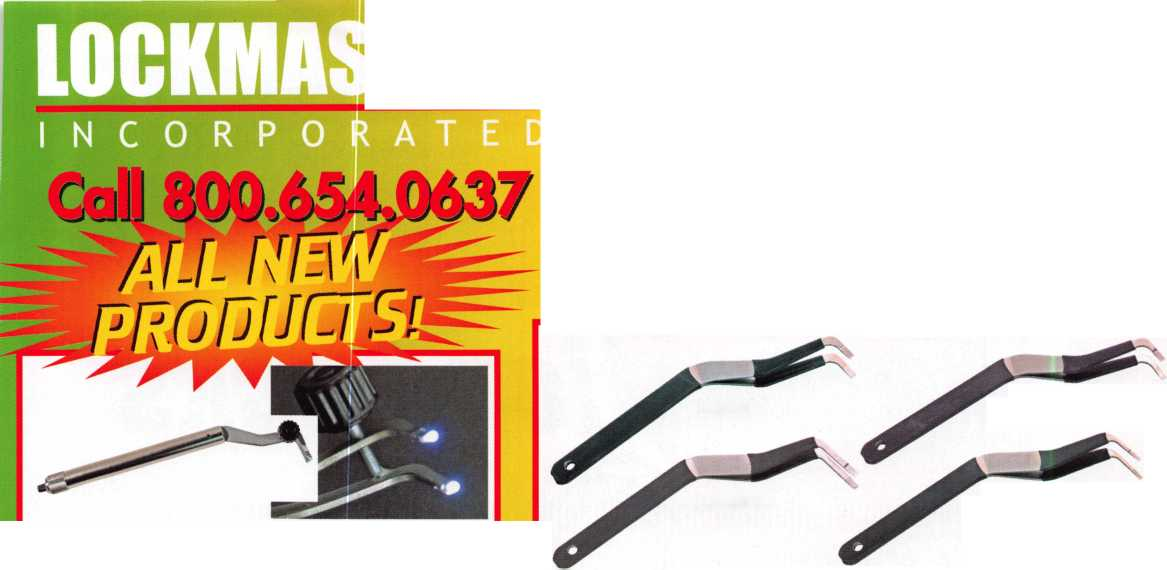 LOCKMAS
INCORPORATED
Call 800.654.0637
ALL NEW
PRODUCTS!